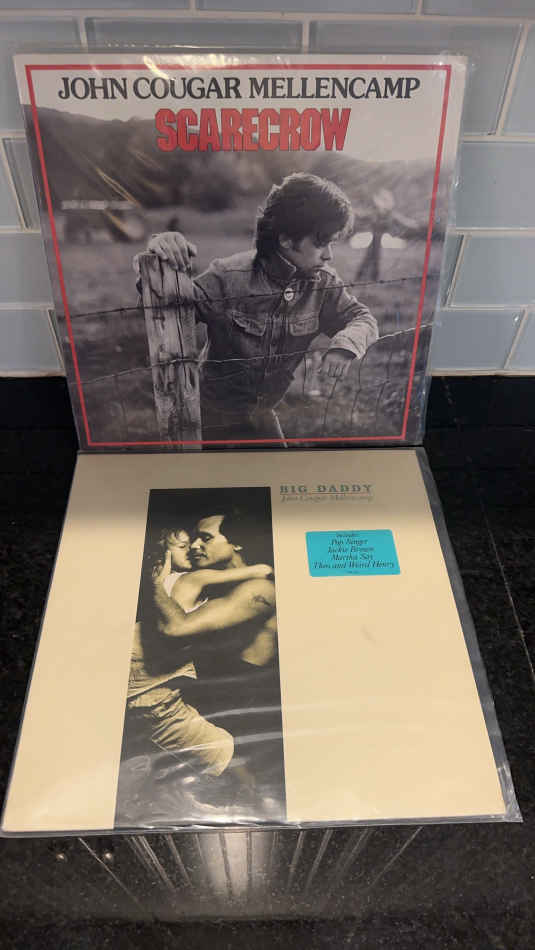 JOHN COUGAR MELLENCAMP
SCARECROW
BIG DADDY
John Cougar Mellencamp
Includes:
Pop Singer
Jackie Brown
Martha Say
Theo and Weird Henry